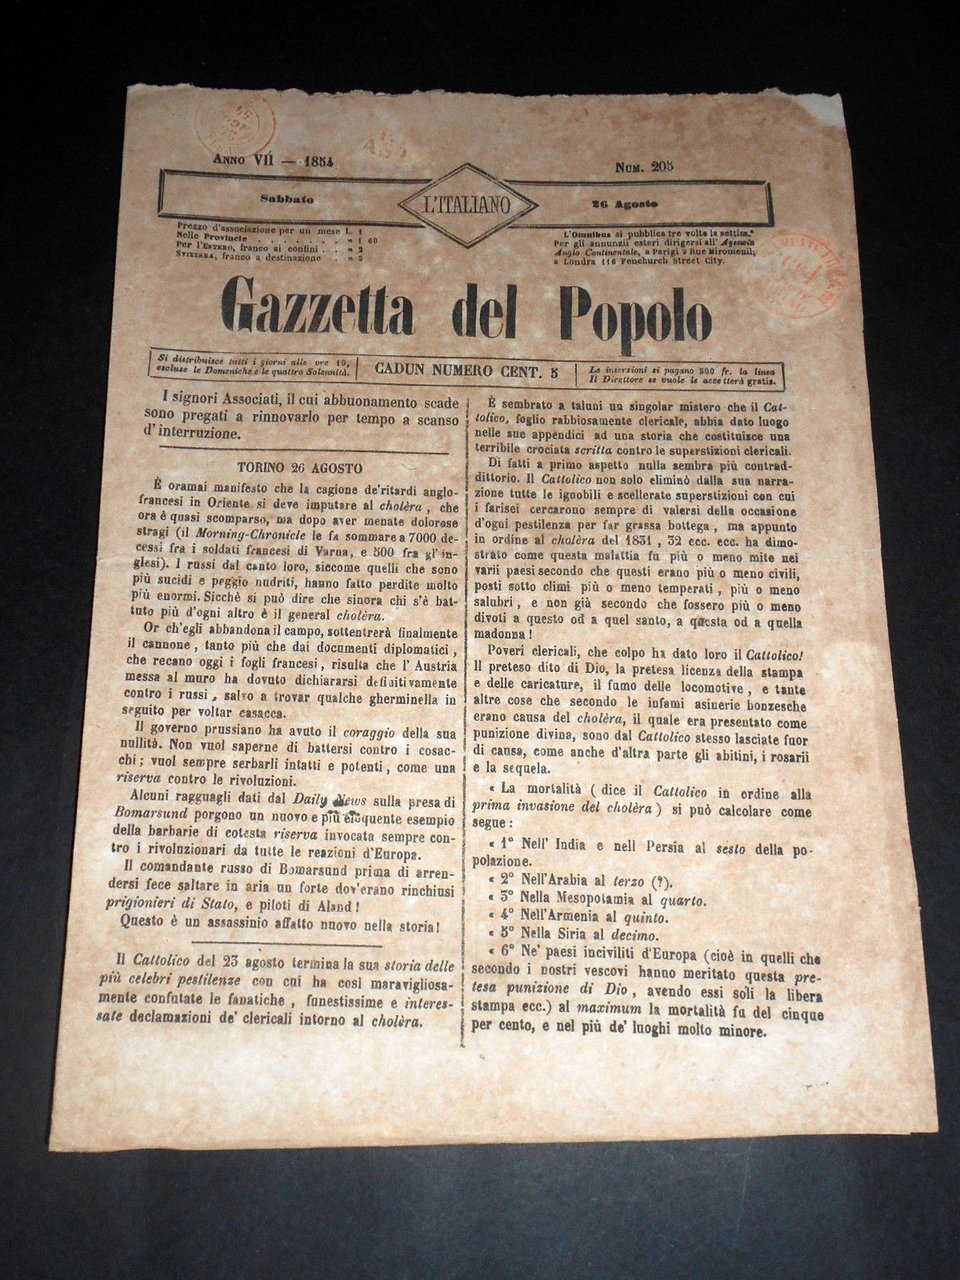 Anno VII — 1854
Num. 205
Sabbato
L'ITALIANO
26 Agosto
Prezzo d'associazione per un mese L. 1
Nelle Provincie . . . . . . . . » 1 60
Per l'Estero, franco ai confini . . » 2
Svizzera, franco a destinazione . . » 3
L'Omnibus si pubblica tre volte la settim.ª
Per gli annunzii esteri dirigersi all' Agenzia
Anglo Continentale, a Parigi 9 Rue Miromenil;
a Londra 116 Fenchurch Street City.
Gazzetta del Popolo
Si distribuisce tutti i giorni alle ore 10,
escluse le Domeniche e le quattro Solennità.
CADUN NUMERO CENT. 5
Le inserzioni si pagano 500 fr. la linea
Il Direttore se vuole le accetterà gratis.
I signori Associati, il cui abbuonamento scade
sono pregati a rinnovarlo per tempo a scanso
d'interruzione.
TORINO 26 AGOSTO
È oramai manifesto che la cagione de'ritardi anglo-
francesi in Oriente si deve imputare al cholèra, che
ora è quasi scomparso, ma dopo aver menate dolorose
stragi (il Morning-Chronicle le fa sommare a 7000 de-
cessi fra i soldati francesi di Varna, e 500 fra gl'in-
glesi). I russi dal canto loro, siccome quelli che sono
più sucidi e peggio nudriti, hanno fatto perdite molto
più enormi. Sicchè si può dire che sinora chi s'è bat-
tuto più d'ogni altro è il general cholèra.
Or ch'egli abbandona il campo, sottentrerà finalmente
il cannone, tanto più che dai documenti diplomatici,
che recano oggi i fogli francesi, risulta che l'Austria
messa al muro ha dovuto dichiararsi definitivamente
contro i russi, salvo a trovar qualche gherminella in
seguito per voltar casacca.
Il governo prussiano ha avuto il coraggio della sua
nullità. Non vuol saperne di battersi contro i cosac-
chi; vuol sempre serbarli intatti e potenti, come una
riserva contro le rivoluzioni.
Alcuni ragguagli dati dal Daily News sulla presa di
Bomarsund porgono un nuovo e più eloquente esempio
della barbarie di cotesta riserva invocata sempre con-
tro i rivoluzionari da tutte le reazioni d'Europa.
Il comandante russo di Bomarsund prima di arren-
dersi fece saltare in aria un forte dov'erano rinchiusi
prigionieri di Stato, e piloti di Aland!
Questo è un assassinio affatto nuovo nella storia!
Il Cattolico del 23 agosto termina la sua storia delle
più celebri pestilenze con cui ha così maravigliosa-
mente confutate le fanatiche, funestissime e interes-
sate declamazioni de' clericali intorno al cholèra.
È sembrato a taluni un singolar mistero che il Cat-
tolico, foglio rabbiosamente clericale, abbia dato luogo
nelle sue appendici ad una storia che costituisce una
terribile crociata scritta contro le superstizioni clericali.
Di fatti a primo aspetto nulla sembra più contrad-
dittorio. Il Cattolico non solo eliminò dalla sua narra-
zione tutte le ignobili e scellerate superstizioni con cui
i farisei cercarono sempre di valersi della occasione
d'ogni pestilenza per far grassa bottega, ma appunto
in ordine al cholèra del 1831, 32 ecc. ecc. ha dimo-
strato come questa malattia fu più o meno mite nei
varii paesi secondo che questi erano più o meno civili,
posti sotto climi più o meno temperati, più o meno
salubri, e non già secondo che fossero più o meno
divoti a questo od a quel santo, a questa od a quella
madonna!
Poveri clericali, che colpo ha dato loro il Cattolico!
Il preteso dito di Dio, la pretesa licenza della stampa
e delle caricature, il fumo delle locomotive, e tante
altre cose che secondo le infami asinerie bonzesche
erano causa del cholèra, il quale era presentato come
punizione divina, sono dal Cattolico stesso lasciate fuor
di causa, come anche d'altra parte gli abitini, i rosarii
e la sequela.
« La mortalità ( dice il Cattolico in ordine alla
prima invasione del cholèra) si può calcolare come
segue :
« 1° Nell' India e nell Persia al sesto della po-
polazione.
« 2° Nell'Arabia al terzo (?).
« 3° Nella Mesopotamia al quarto.
« 4° Nell'Armenia al quinto.
« 5° Nella Siria al decimo.
« 6° Ne' paesi inciviliti d'Europa (cioè in quelli che
secondo i nostri vescovi hanno meritato questa pre-
tesa punizione di Dio, avendo essi soli la libera
stampa ecc.) al maximum la mortalità fu del cinque
per cento, e nel più de' luoghi molto minore.